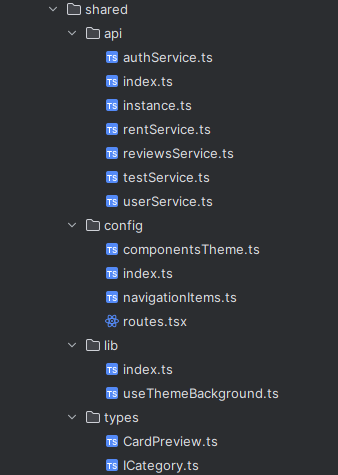 shared
api
TS authService.ts
TS index.ts
TS instance.ts
TS rentService.ts
TS reviewsService.ts
TS testService.ts
TS userService.ts
config
TS componentsTheme.ts
TS index.ts
TS navigationItems.ts
routes.tsx
lib
TS index.ts
TS useThemeBackground.ts
types
TS CardPreview.ts
TS ICategory.ts